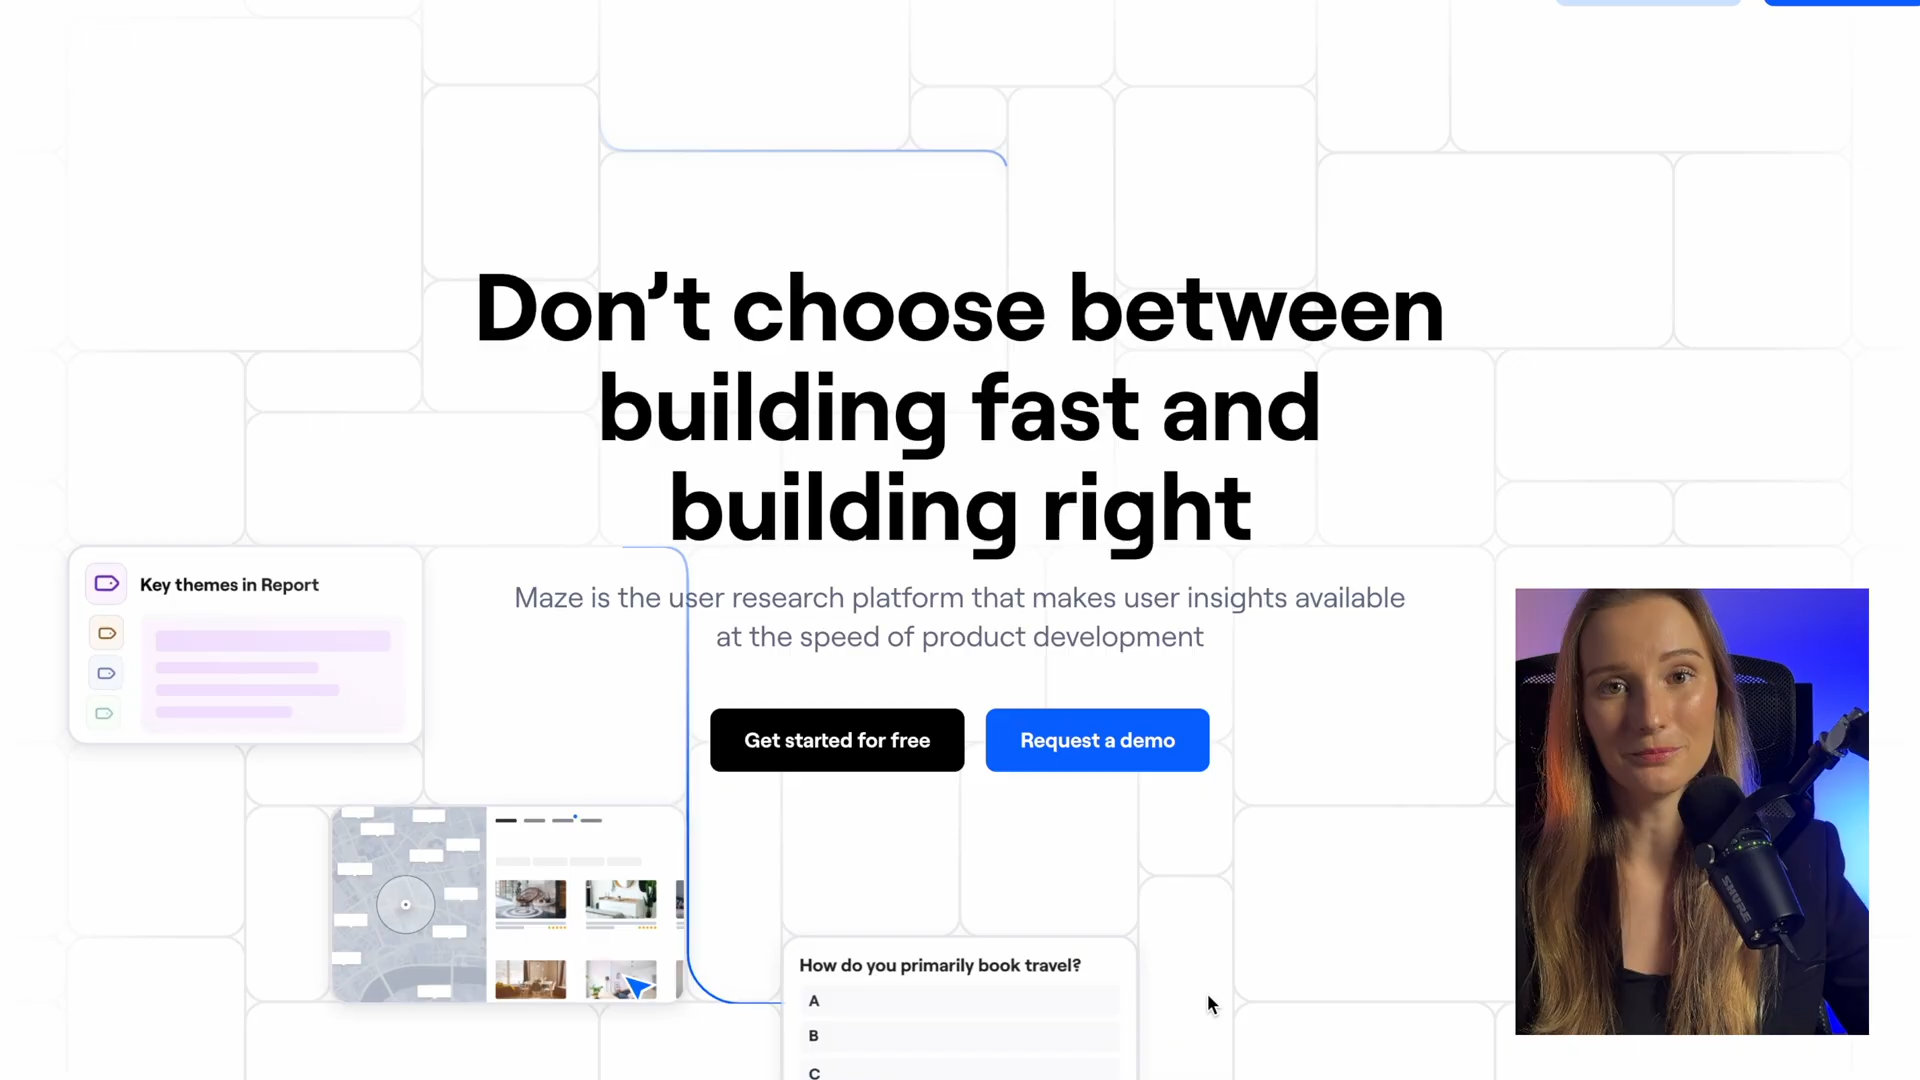 Don’t choose between
building fast and
building right
Maze is the user research platform that makes user insights available
at the speed of product development
Get started for free
Request a demo
Key themes in Report
How do you primarily book travel?
A
B
C
SHURE